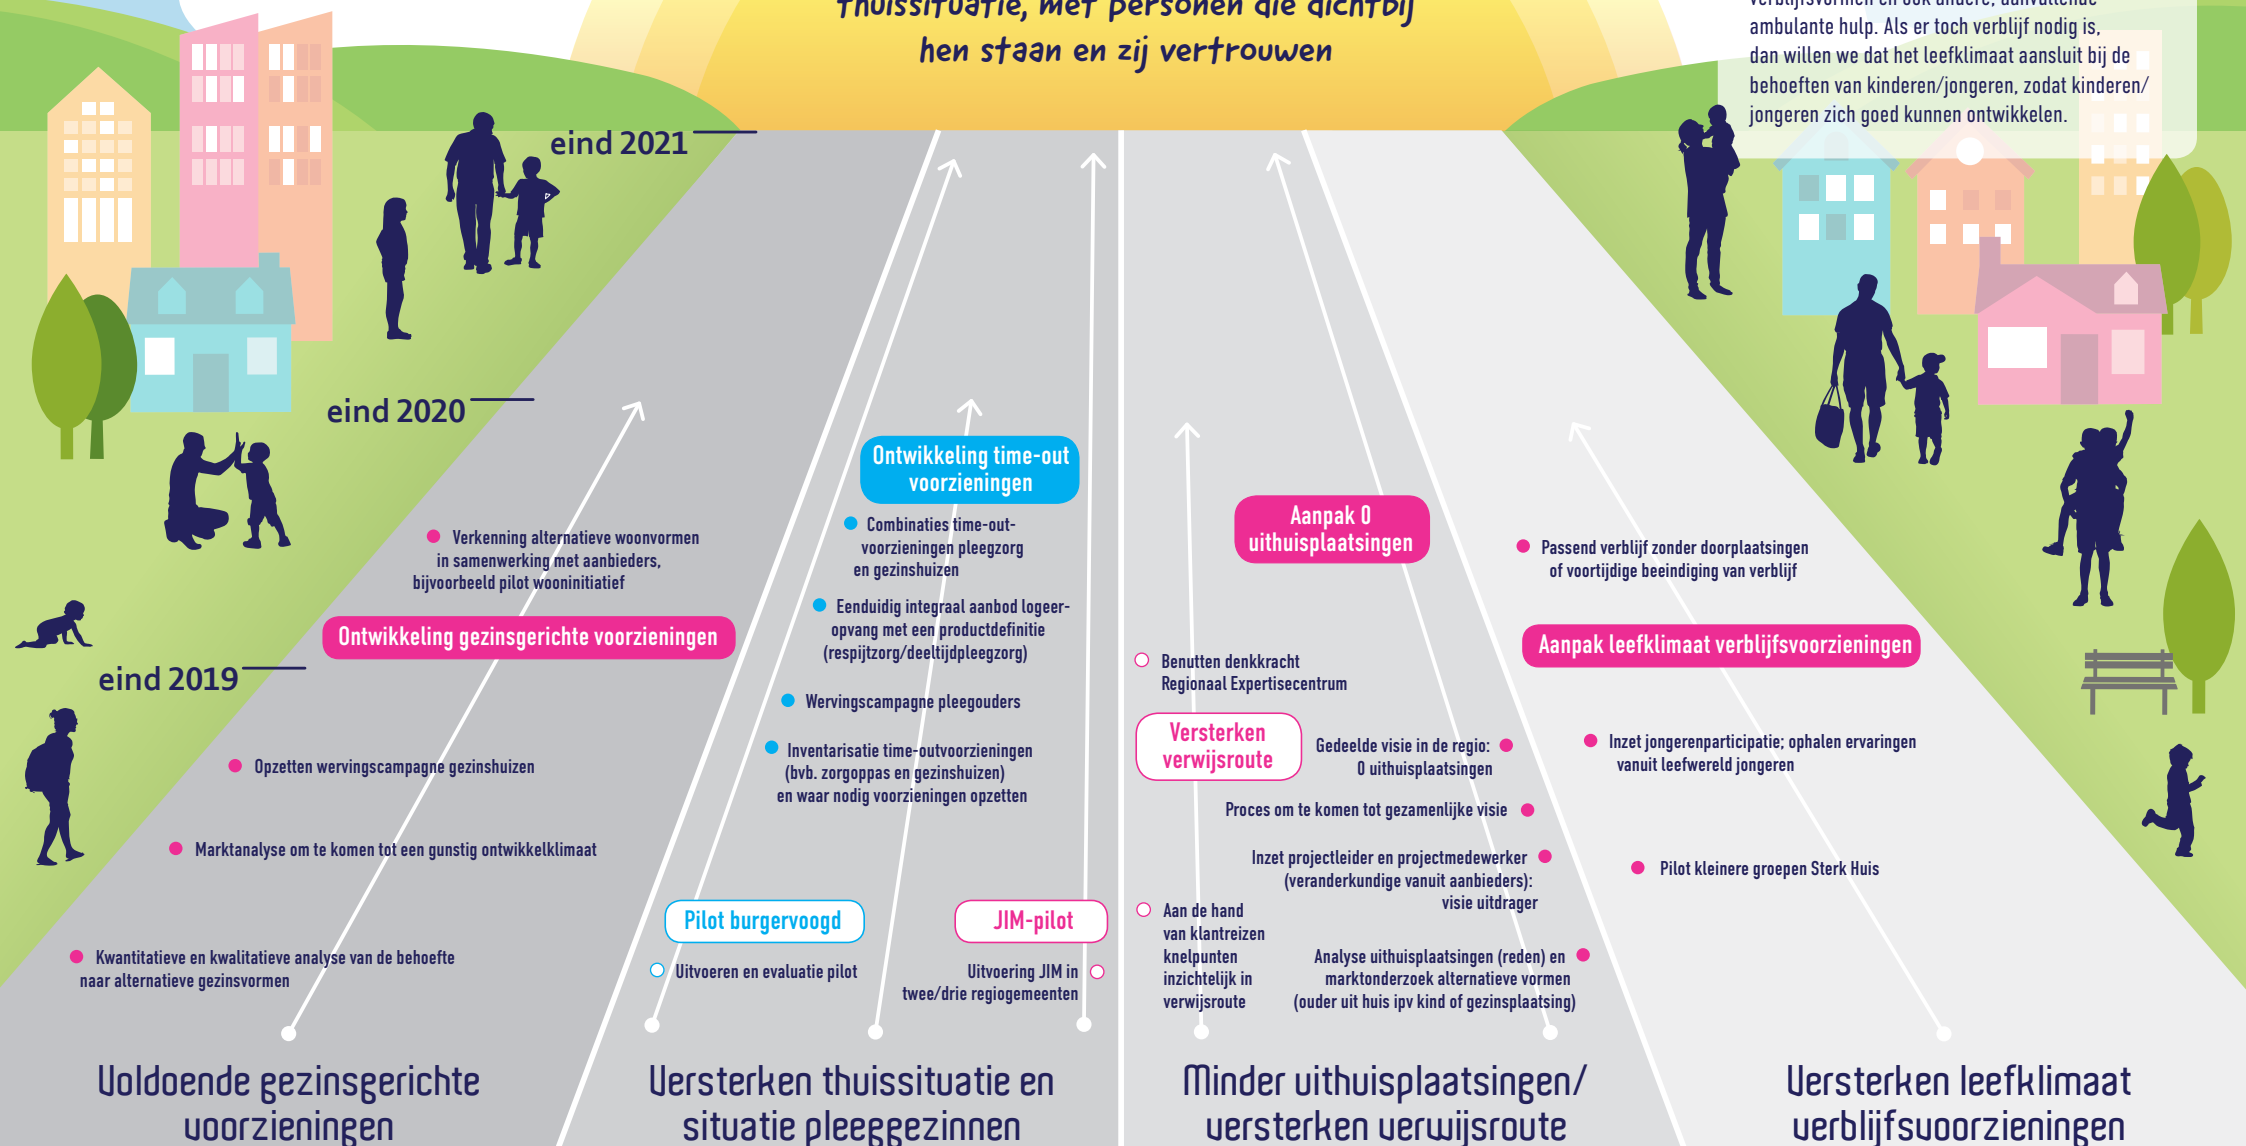 thuissituatie, met personen die dichtbij
hen staan en zij vertrouwen
verblijfsvormen en ook andere, aanvullende
ambulante hulp. Als er toch verblijf nodig is,
dan willen we dat het leefklimaat aansluit bij de
behoeften van kinderen/jongeren, zodat kinderen/
jongeren zich goed kunnen ontwikkelen.
eind 2021
eind 2020
eind 2019
Verkenning alternatieve woonvormen
in samenwerking met aanbieders,
bijvoorbeeld pilot wooninitiatief
Ontwikkeling gezinsgerichte voorzieningen
Opzetten wervingscampagne gezinshuizen
Marktanalyse om te komen tot een gunstig ontwikkelklimaat
Kwantitatieve en kwalitatieve analyse van de behoefte
naar alternatieve gezinsvormen
Voldoende gezinsgerichte
voorzieningen
Ontwikkeling time-out
voorzieningen
Combinaties time-out-
voorzieningen pleegzorg
en gezinshuizen
Eenduidig integraal aanbod logeer-
opvang met een productdefinitie
(respijtzorg/deeltijdpleegzorg)
Wervingscampagne pleegouders
Inventarisatie time-outvoorzieningen
(bvb. zorgoppas en gezinshuizen)
en waar nodig voorzieningen opzetten
Pilot burgervoogd
Uitvoeren en evaluatie pilot
JIM-pilot
Uitvoering JIM in
twee/drie regiogemeenten
Versterken thuissituatie en
situatie pleeggezinnen
Aanpak 0
uithuisplaatsingen
Benutten denkkracht
Regionaal Expertisecentrum
Versterken
verwijsroute
Gedeelde visie in de regio:
0 uithuisplaatsingen
Proces om te komen tot gezamenlijke visie
Inzet projectleider en projectmedewerker
(veranderkundige vanuit aanbieders):
visie uitdrager
Aan de hand
van klantreizen
knelpunten
inzichtelijk in
verwijsroute
Analyse uithuisplaatsingen (reden) en
marktonderzoek alternatieve vormen
(ouder uit huis ipv kind of gezinsplaatsing)
Minder uithuisplaatsingen/
versterken verwijsroute
Passend verblijf zonder doorplaatsingen
of voortijdige beeindiging van verblijf
Aanpak leefklimaat verblijfsvoorzieningen
Inzet jongerenparticipatie; ophalen ervaringen
vanuit leefwereld jongeren
Pilot kleinere groepen Sterk Huis
Versterken leefklimaat
verblijfsvoorzieningen